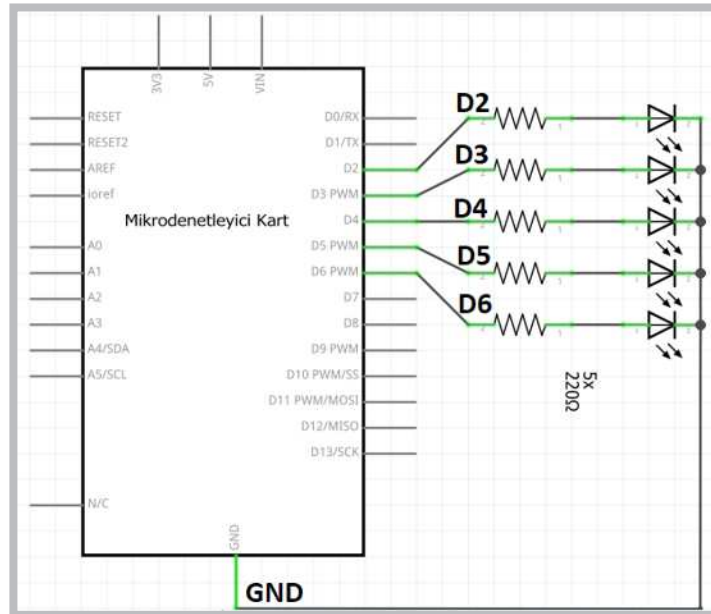 3V3
5V
VIN
RESET
RESET2
AREF
ioref
A0
A1
A2
A3
A4/SDA
A5/SCL
N/C
Mikrodenetleyici Kart
D0/RX
D1/TX
D2
D3 PWM
D4
D5 PWM
D6 PWM
D7
D8
D9 PWM
D10 PWM/SS
D11 PWM/MOSI
D12/MISO
D13/SCK
GND
D2
D3
D4
D5
D6
5x
220Ω
GND